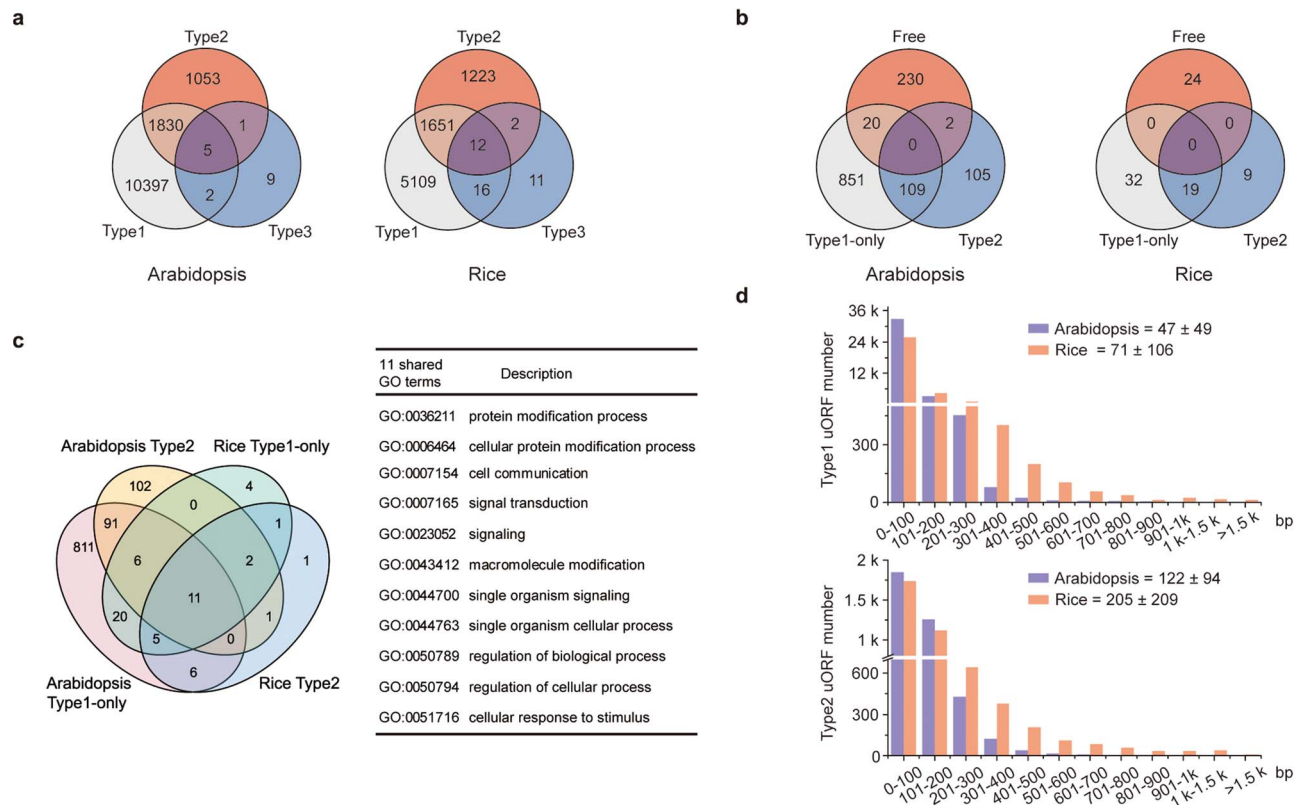 a
Type2
1053
1830
1
5
10397
2
9
Type1
Type3
Arabidopsis
Type2
1223
1651
2
12
5109
16
11
Type1
Type3
Rice
b
Free
230
20
2
0
851
109
105
Type1-only
Type2
Arabidopsis
Free
24
0
0
0
32
19
9
Type1-only
Type2
Rice
c
Arabidopsis Type2
Rice Type1-only
102
4
0
91
1
811
6
2
1
11
20
5
0
1
6
Arabidopsis
Type1-only
Rice Type2
11 shared
GO terms
Description
GO:0036211 protein modification process
GO:0006464 cellular protein modification process
GO:0007154 cell communication
GO:0007165 signal transduction
GO:0023052 signaling
GO:0043412 macromolecule modification
GO:0044700 single organism signaling
GO:0044763 single organism cellular process
GO:0050789 regulation of biological process
GO:0050794 regulation of cellular process
GO:0051716 cellular response to stimulus
d
Type1 uORF mumber
36 k
24 k
12 k
300
0
Arabidopsis = 47 ± 49
Rice = 71 ± 106
0-100
101-200
201-300
301-400
401-500
501-600
601-700
701-800
801-900
901-1k
1 k-1.5 k
>1.5 k
bp
Type2 uORF mumber
2 k
1.5 k
1 k
600
300
0
Arabidopsis = 122 ± 94
Rice = 205 ± 209
0-100
101-200
201-300
301-400
401-500
501-600
601-700
701-800
801-900
901-1k
1 k-1.5 k
>1.5 k
bp